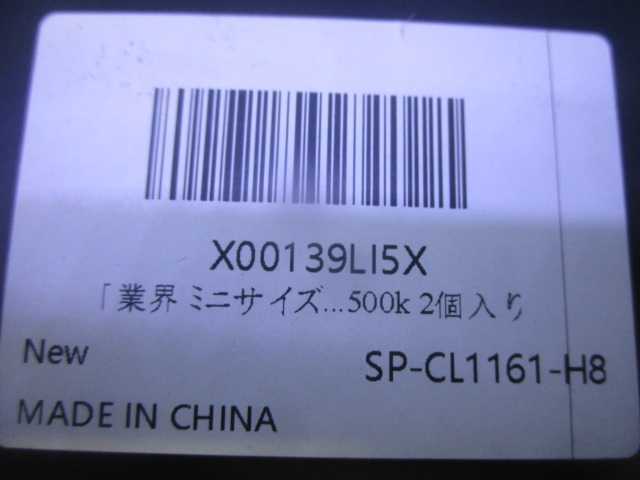 X00139LI5X
「業界 ミニサイズ...500k 2個入り
New
SP-CL1161-H8
MADE IN CHINA